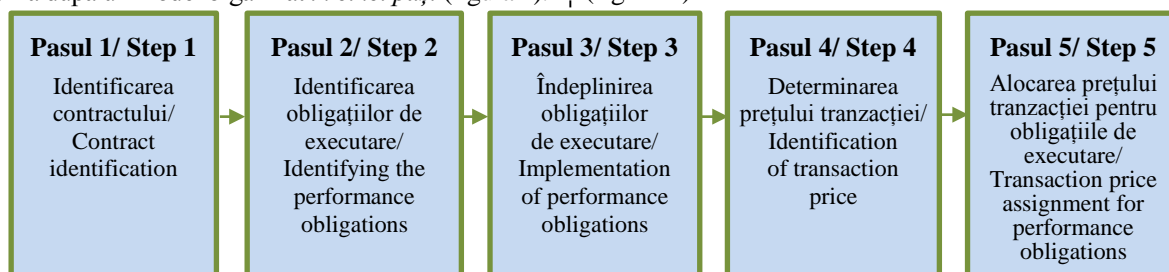 Pasul 1/ Step 1
Identificarea
contractului/
Contract
identification
Pasul 2/ Step 2
Identificarea
obligațiilor de
executare/
Identifying the
performance
obligations
Pasul 3/ Step 3
Îndeplinirea
obligațiilor
de executare/
Implementation
of performance
obligations
Pasul 4/ Step 4
Determinarea
prețului tranzacției/
Identification
of transaction
price
Pasul 5/ Step 5
Alocarea prețului
tranzacției pentru
obligațiile de
executare/
Transaction price
assignment for
performance
obligations